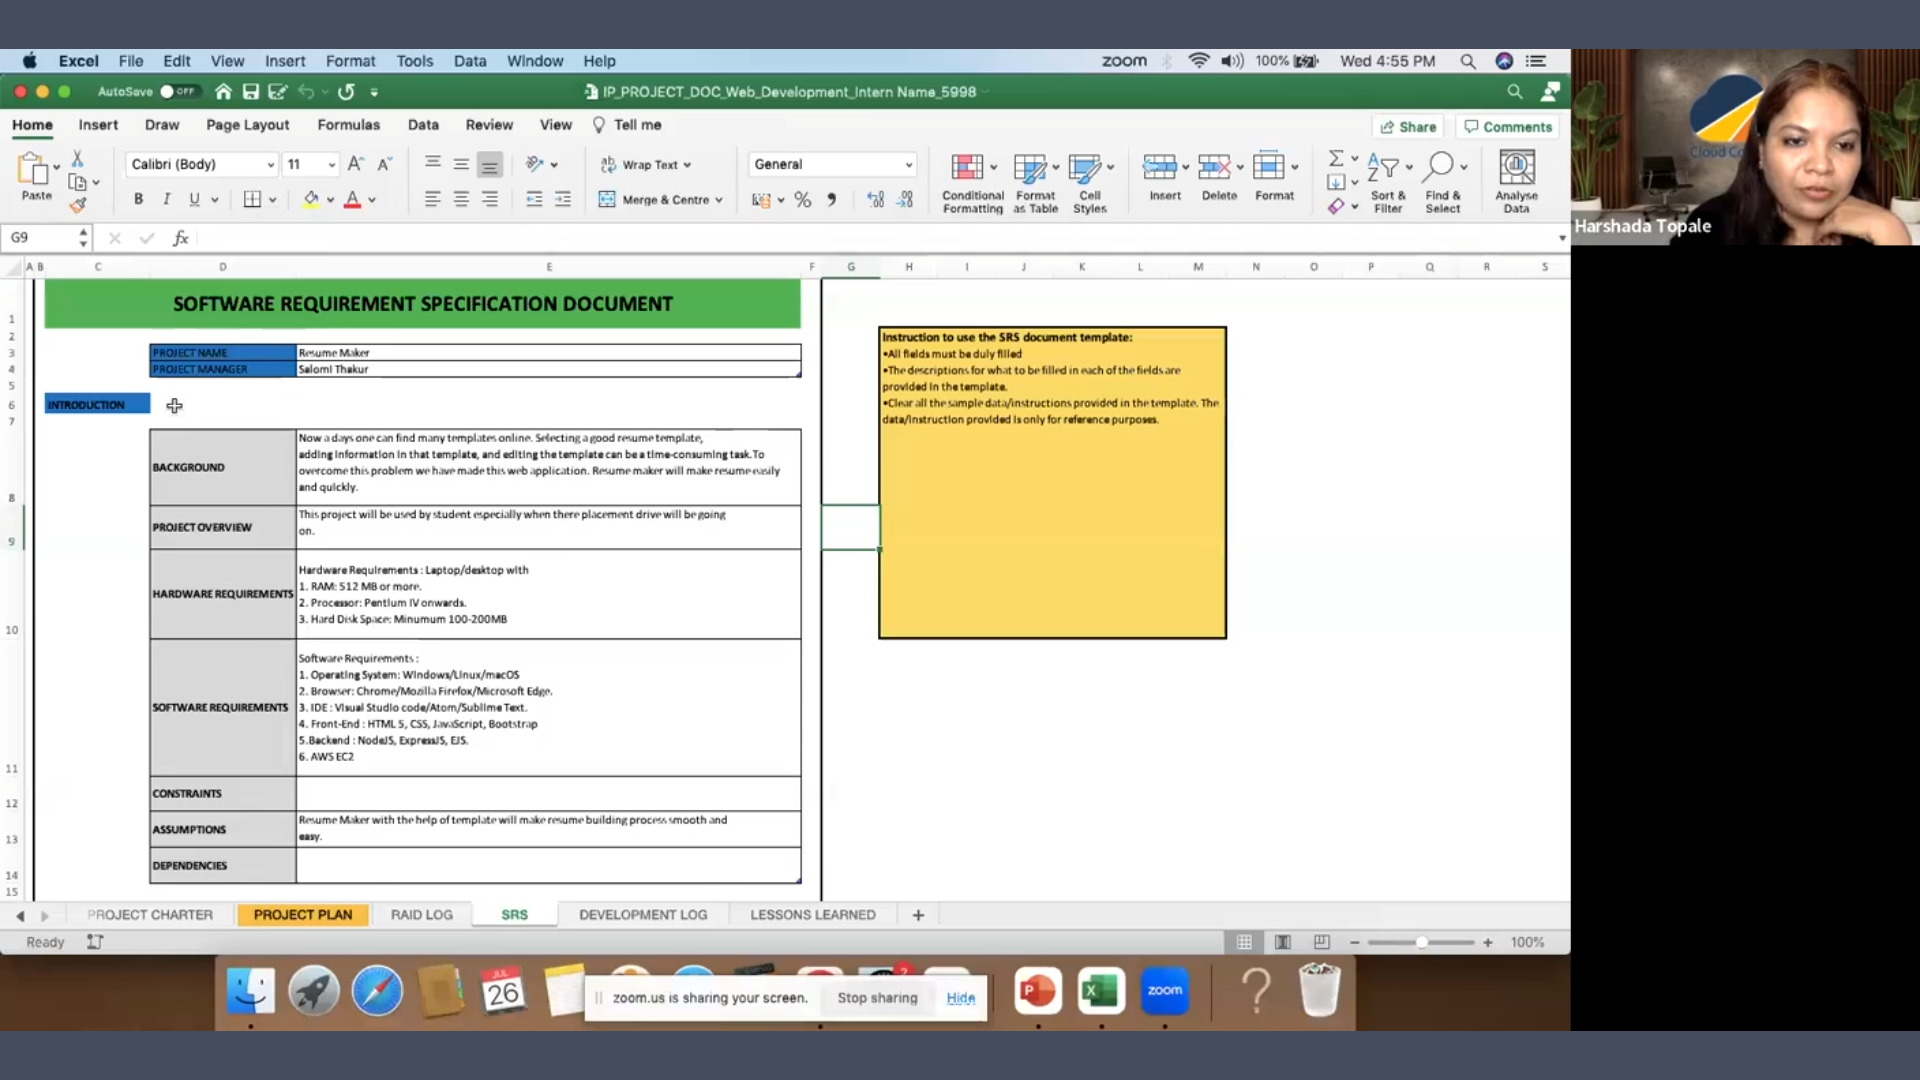 Excel File Edit View Insert Format Tools Data Window Help zoom 100% Wed 4:55 PM
AutoSave OFF IP_PROJECT_DOC_Web_Development_Intern Name_5998
Home Insert Draw Page Layout Formulas Data Review View Tell me Share Comments
Paste Calibri (Body) 11 Wrap Text General Conditional Formatting Format as Table Cell Styles Insert Delete Format Sort & Filter Find & Select Analyse Data
B I U Merge & Centre
G9 fx
A B C D E F G H I J K L M N O P Q R S
1 SOFTWARE REQUIREMENT SPECIFICATION DOCUMENT
2
3 PROJECT NAME Resume Maker
4 PROJECT MANAGER Salomi Thakur
5
6 INTRODUCTION
7
8 BACKGROUND
Now a days one can find many templates online. Selecting a good resume template,
adding information in that template, and editing the template can be a time-consuming task.To
overcome this problem we have made this web application. Resume maker will make resume easily
and quickly.
9 PROJECT OVERVIEW
This project will be used by student especially when there placement drive will be going
on.
10 HARDWARE REQUIREMENTS
Hardware Requirements : Laptop/desktop with
1. RAM: 512 MB or more.
2. Processor: Pentium IV onwards.
3. Hard Disk Space: Minumum 100-200MB
11 SOFTWARE REQUIREMENTS
Software Requirements :
1. Operating System: Windows/Linux/macOS
2. Browser: Chrome/Mozilla Firefox/Microsoft Edge.
3. IDE : Visual Studio code/Atom/Sublime Text.
4. Front-End : HTML 5, CSS, JavaScript, Bootstrap
5.Backend : NodeJS, ExpressJS, EJS.
6. AWS EC2
12 CONSTRAINTS
13 ASSUMPTIONS
Resume Maker with the help of template will make resume building process smooth and
easy.
14 DEPENDENCIES
15
Instruction to use the SRS document template:
•All fields must be duly filled
•The descriptions for what to be filled in each of the fields are
provided in the template.
•Clear all the sample data/instructions provided in the template. The
data/instruction provided is only for reference purposes.
PROJECT CHARTER PROJECT PLAN RAID LOG SRS DEVELOPMENT LOG LESSONS LEARNED +
Ready 100%
JUL
26
zoom.us is sharing your screen. Stop sharing Hide
zoom
Harshada Topale